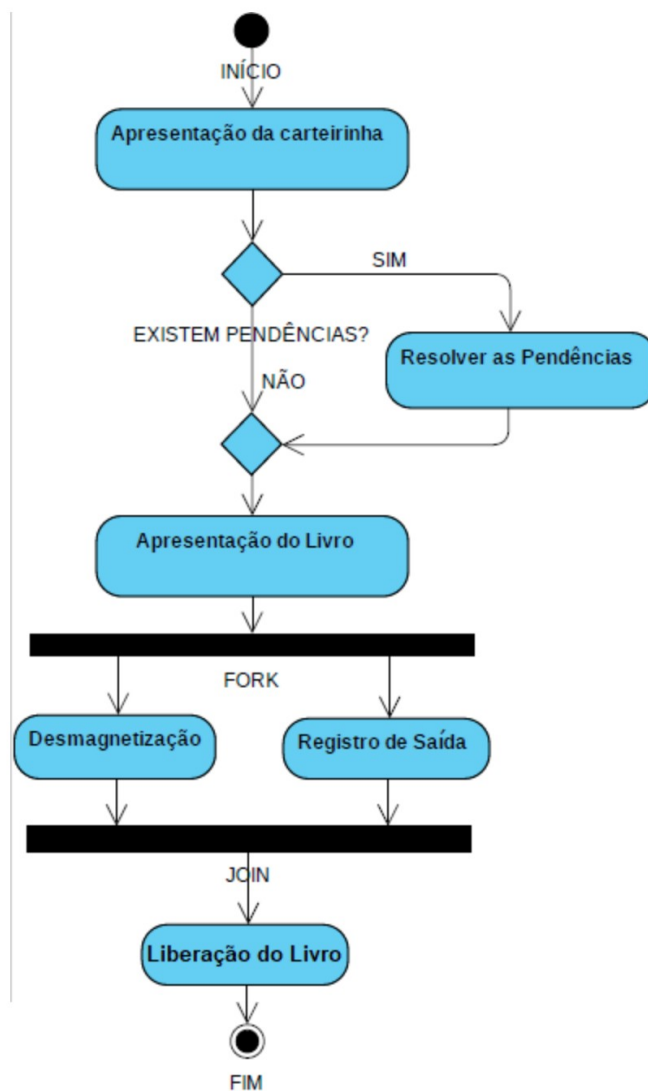 INÍCIO
Apresentação da carteirinha
SIM
EXISTEM PENDÊNCIAS?
Resolver as Pendências
NÃO
Apresentação do Livro
FORK
Desmagnetização
Registro de Saída
JOIN
Liberação do Livro
FIM